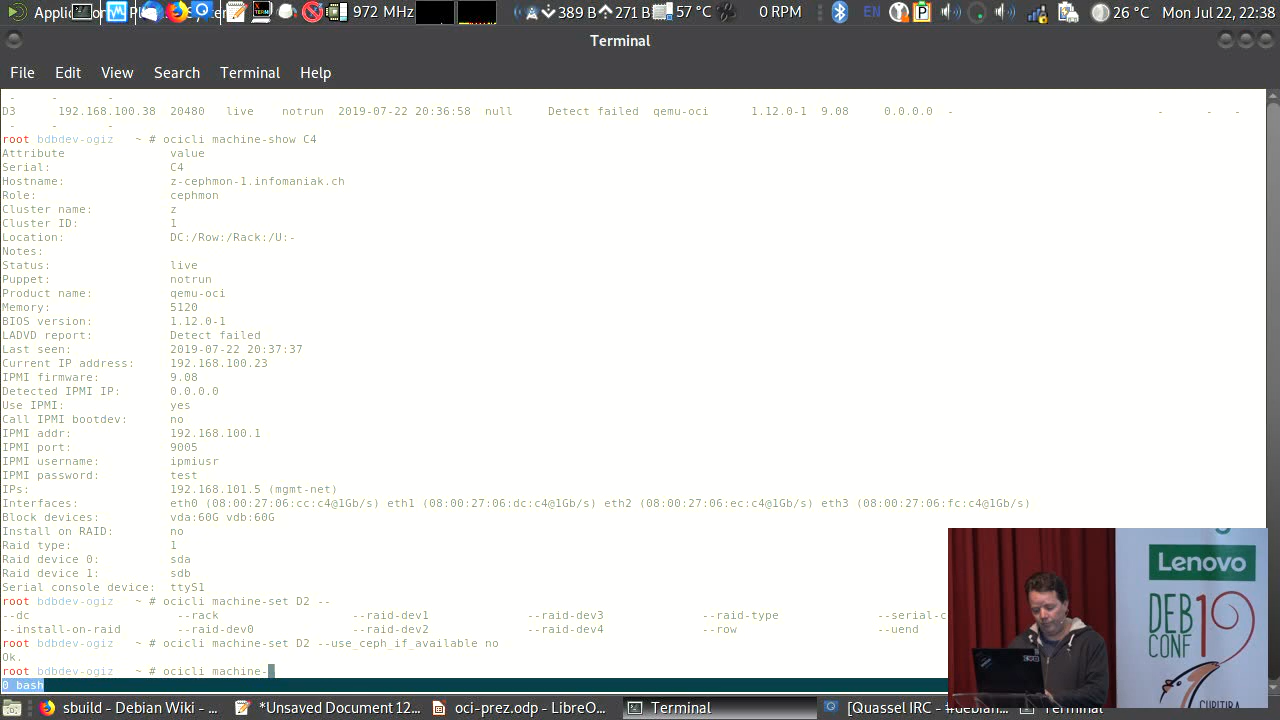 Applications
972 MHz 389 B 271 B 57 °C 0 RPM EN 26 °C Mon Jul 22, 22:38
Terminal
File Edit View Search Terminal Help
- - -
D3 192.168.100.38 20480 live notrun 2019-07-22 20:36:58 null Detect failed qemu-oci 1.12.0-1 9.08 0.0.0.0 - - - -
- - -
root bdbdev-ogiz ~ # ocicli machine-show C4
Attribute value
Serial: C4
Hostname: z-cephmon-1.infomaniak.ch
Role: cephmon
Cluster name: z
Cluster ID: 1
Location: DC:/Row:/Rack:/U:-
Notes:
Status: live
Puppet: notrun
Product name: qemu-oci
Memory: 5120
BIOS version: 1.12.0-1
LADVD report: Detect failed
Last seen: 2019-07-22 20:37:37
Current IP address: 192.168.100.23
IPMI firmware: 9.08
Detected IPMI IP: 0.0.0.0
Use IPMI: yes
Call IPMI bootdev: no
IPMI addr: 192.168.100.1
IPMI port: 9005
IPMI username: ipmiusr
IPMI password: test
IPs: 192.168.101.5 (mgmt-net)
Interfaces: eth0 (08:00:27:06:cc:c4@1Gb/s) eth1 (08:00:27:06:dc:c4@1Gb/s) eth2 (08:00:27:06:ec:c4@1Gb/s) eth3 (08:00:27:06:fc:c4@1Gb/s)
Block devices: vda:60G vdb:60G
Install on RAID: no
Raid type: 1
Raid device 0: sda
Raid device 1: sdb
Serial console device: ttyS1
root bdbdev-ogiz ~ # ocicli machine-set D2 --
--dc --rack --raid-dev1 --raid-dev3 --raid-type --serial-c
--install-on-raid --raid-dev0 --raid-dev2 --raid-dev4 --row --uend
root bdbdev-ogiz ~ # ocicli machine-set D2 --use_ceph_if_available no
Ok.
root bdbdev-ogiz ~ # ocicli machine-
0 bash
Lenovo
DEB
CONF 19
CURITIBA
sbuild - Debian Wiki - ... *Unsaved Document 12... oci-prez.odp - LibreO... Terminal [Quassel IRC - #debian... Terminal